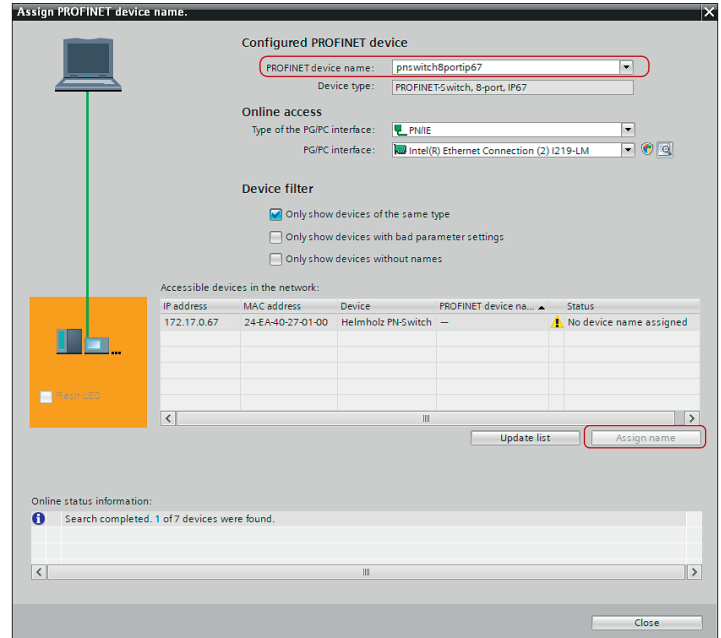 Assign PROFINET device name.
Configured PROFINET device
PROFINET device name: pnswitch8portip67
Device type: PROFINET-Switch, 8-port, IP67
Online access
Type of the PG/PC interface: PN/IE
PG/PC interface: Intel(R) Ethernet Connection (2) I219-LM
Device filter
Only show devices of the same type
Only show devices with bad parameter settings
Only show devices without names
Accessible devices in the network:
IP address MAC address Device PROFINET device na... Status
172.17.0.67 24-EA-40-27-01-00 Helmholz PN-Switch — No device name assigned
...
Flash LED
Update list Assign name
Online status information:
Search completed. 1 of 7 devices were found.
Close